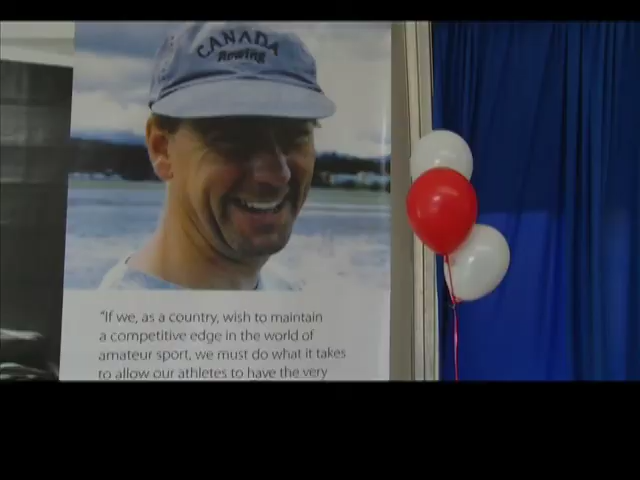 CANADA
Rowing
"If we, as a country, wish to maintain
a competitive edge in the world of
amateur sport, we must do what it takes
to allow our athletes to have the very